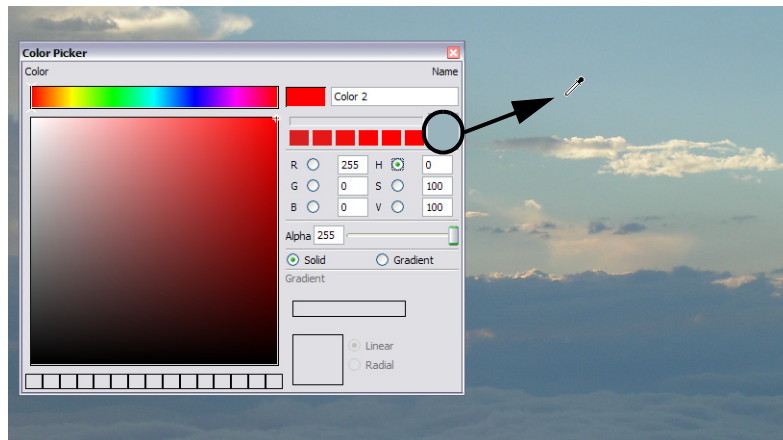 Color Picker
Color Name
Color 2
R 255 H 0
G 0 S 100
B 0 V 100
Alpha 255
Solid Gradient
Gradient
Linear
Radial